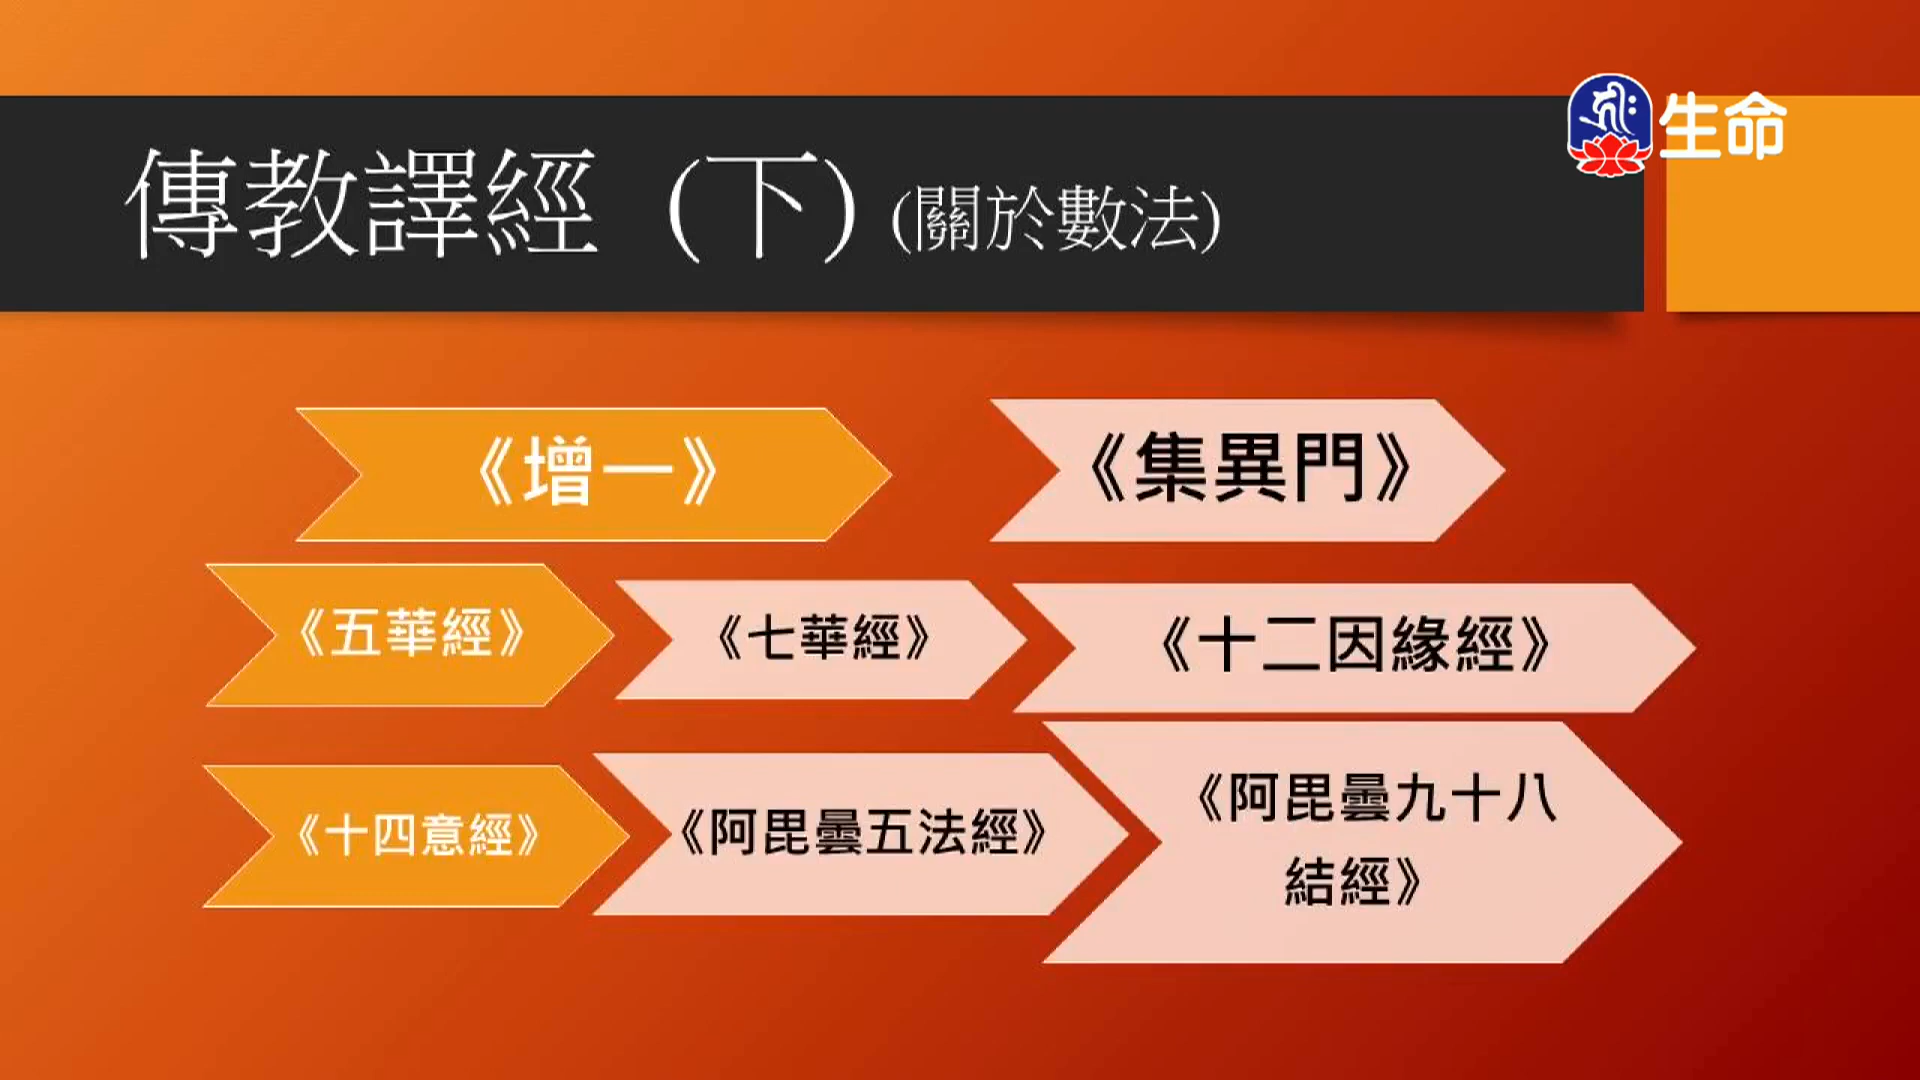 生命
傳教譯經 (下) (關於數法)
《增一》
《集異門》
《五華經》
《七華經》
《十二因緣經》
《十四意經》
《阿毘曇五法經》
《阿毘曇九十八
結經》